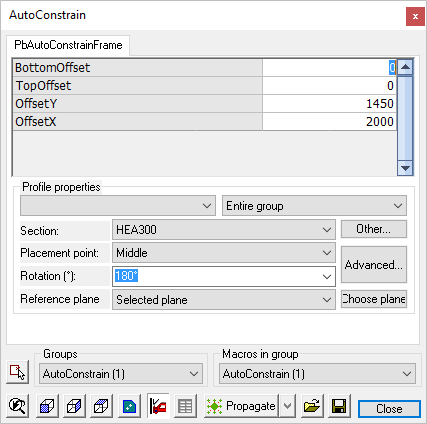 AutoConstrain
x
PbAutoConstrainFrame
BottomOffset 0
TopOffset 0
OffsetY 1450
OffsetX 2000
Profile properties
Entire group
Section: HEA300 Other...
Placement point: Middle
Advanced...
Rotation (°): 180°
Reference plane Selected plane Choose plane
Groups Macros in group
AutoConstrain (1) AutoConstrain (1)
Propagate Close